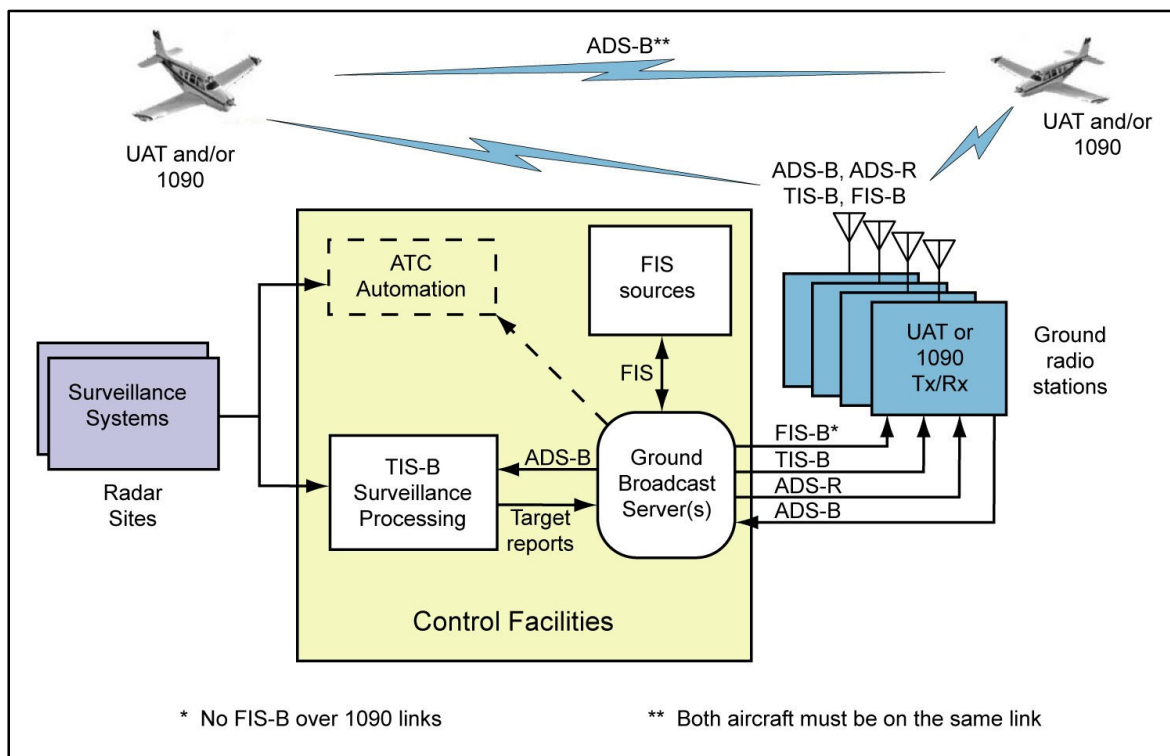 ADS-B**
UAT and/or
1090
UAT and/or
1090
ADS-B, ADS-R
TIS-B, FIS-B
ATC
Automation
FIS
sources
UAT or
1090
Tx/Rx
Ground
radio
stations
Surveillance
Systems
FIS
Radar
Sites
TIS-B
Surveillance
Processing
ADS-B
Target
reports
Ground
Broadcast
Server(s)
FIS-B*
TIS-B
ADS-R
ADS-B
Control Facilities
* No FIS-B over 1090 links
** Both aircraft must be on the same link